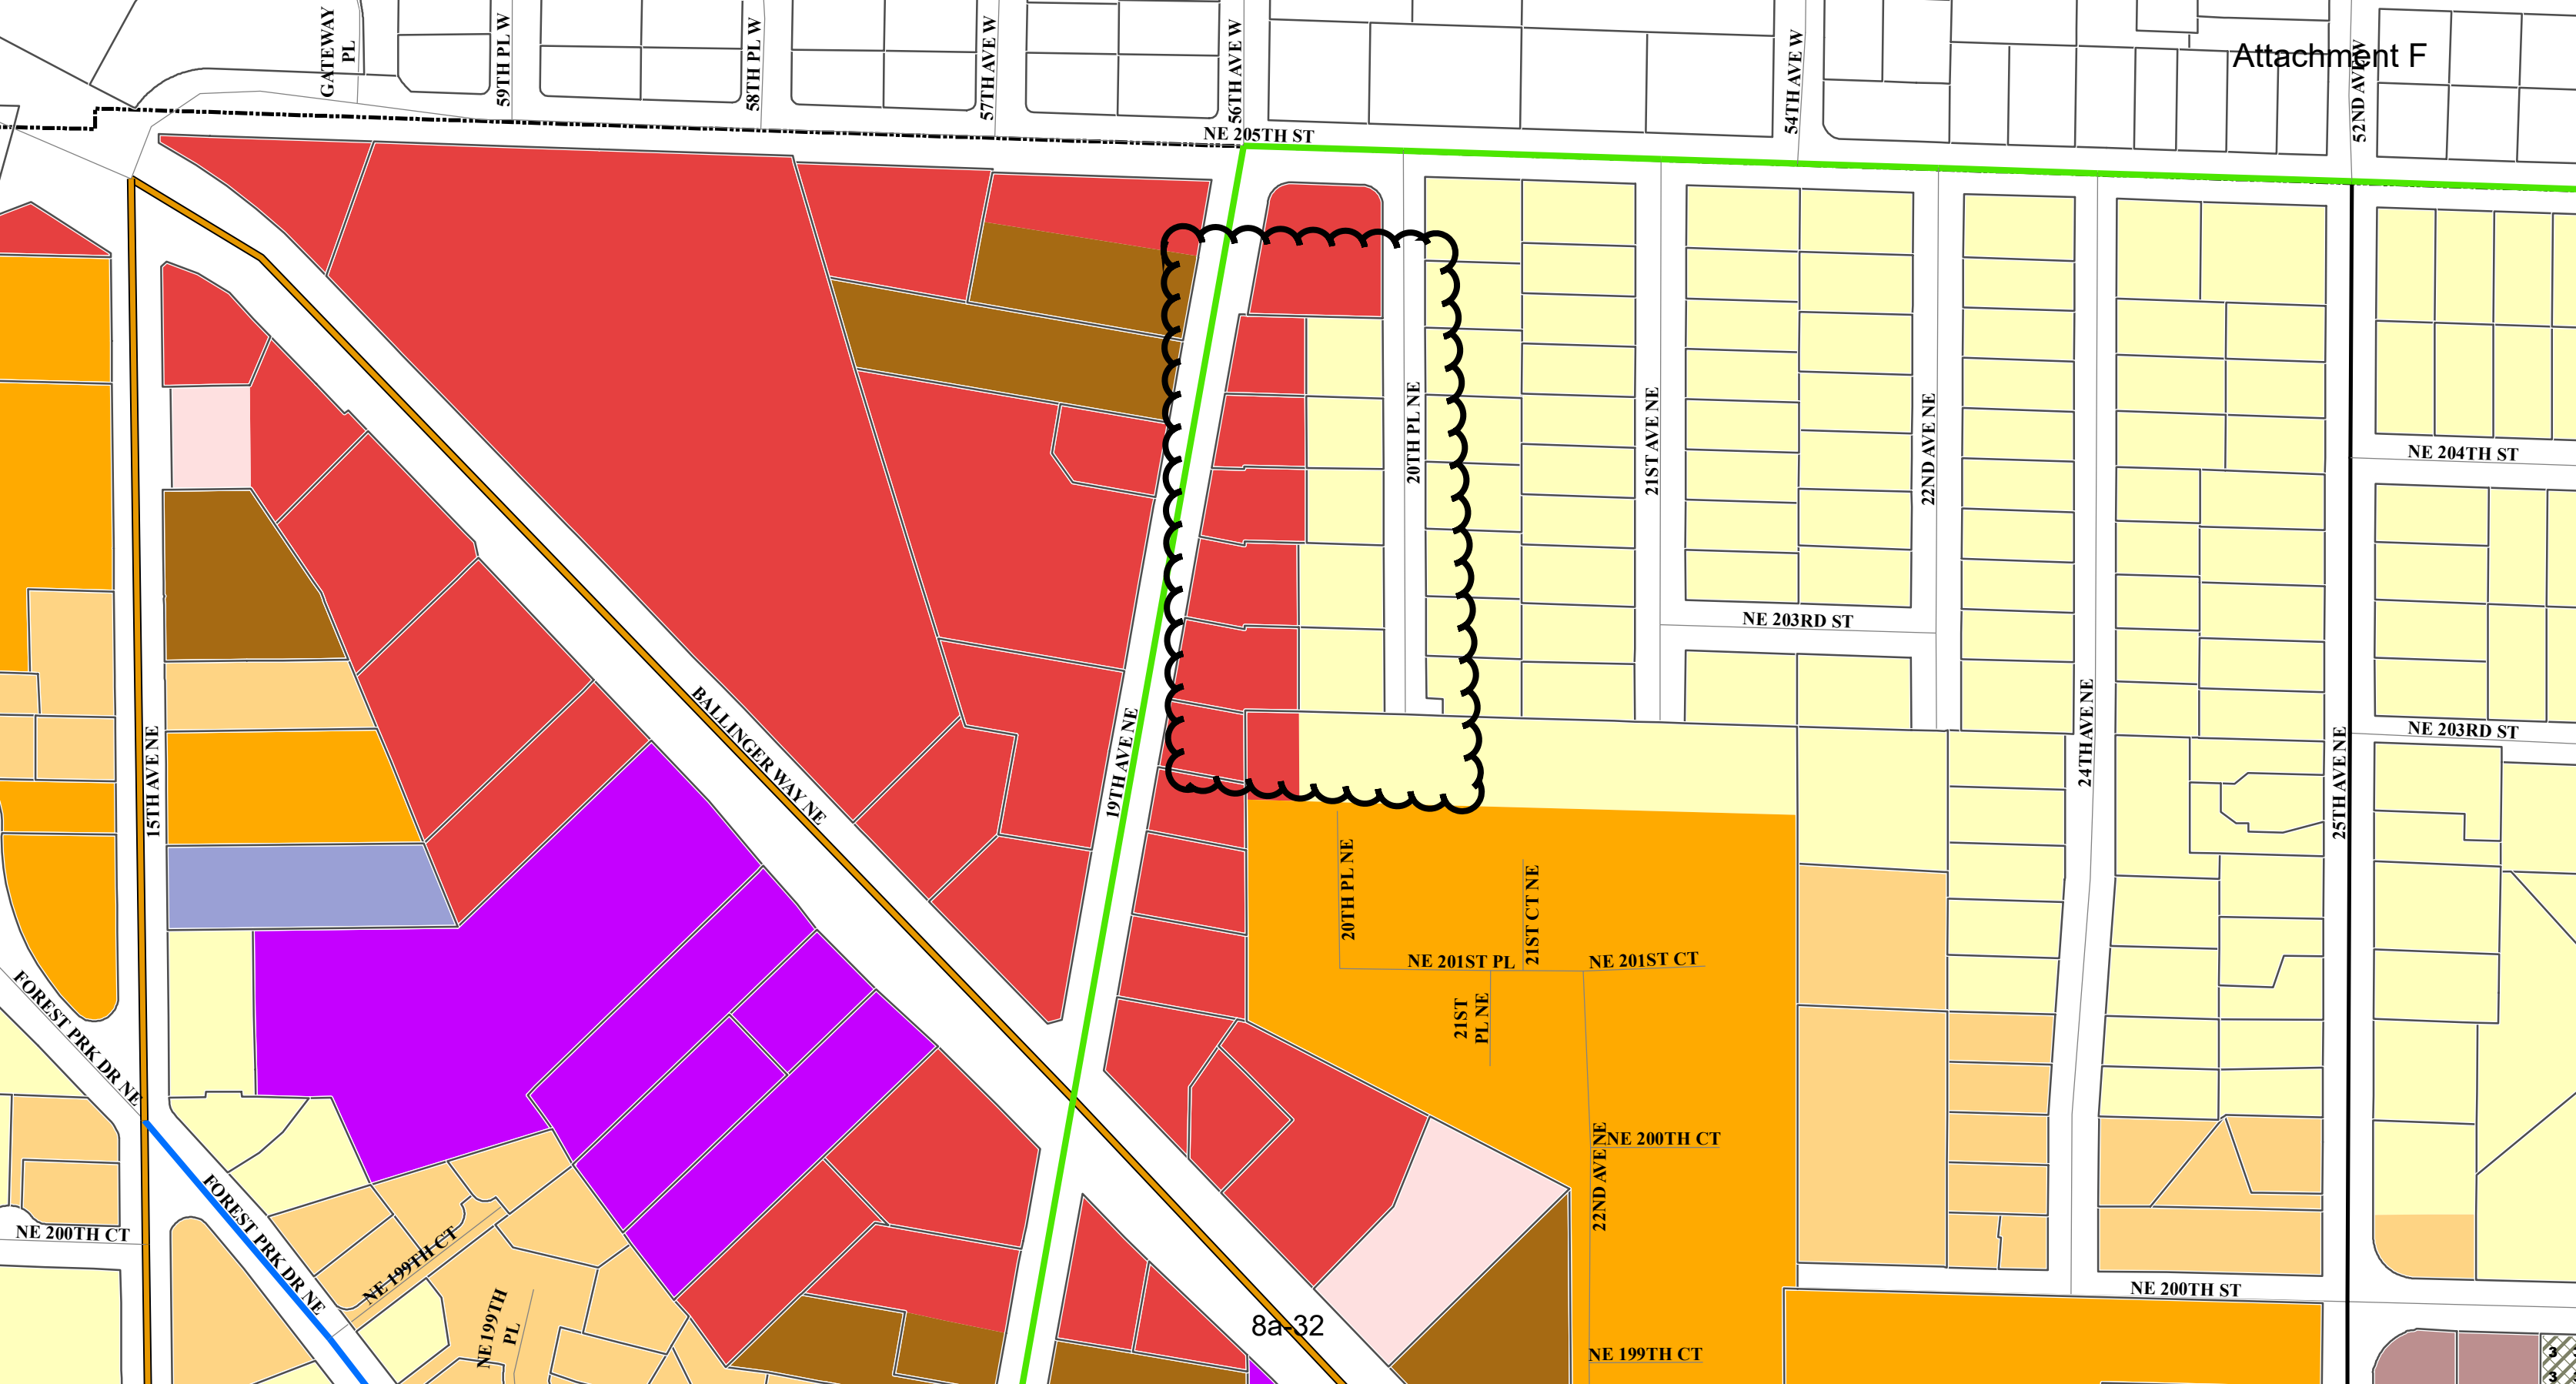 GATEWAY
PL
59TH PL W
58TH PL W
57TH AVE W
56TH AVE W
54TH AVE W
52ND AVE W
Attachment F
NE 205TH ST
20TH PL NE
21ST AVE NE
22ND AVE NE
NE 204TH ST
NE 203RD ST
NE 203RD ST
24TH AVE NE
25TH AVE NE
15TH AVE NE
BALLINGER WAY NE
19TH AVE NE
20TH PL NE
21ST CT NE
NE 201ST PL
NE 201ST CT
21ST
PL NE
FOREST PRK DR NE
22ND AVE NE
NE 200TH CT
NE 200TH CT
FOREST PRK DR NE
NE 199TH CT
NE 199TH
PL
NE 200TH ST
8a-32
NE 199TH CT
3
3